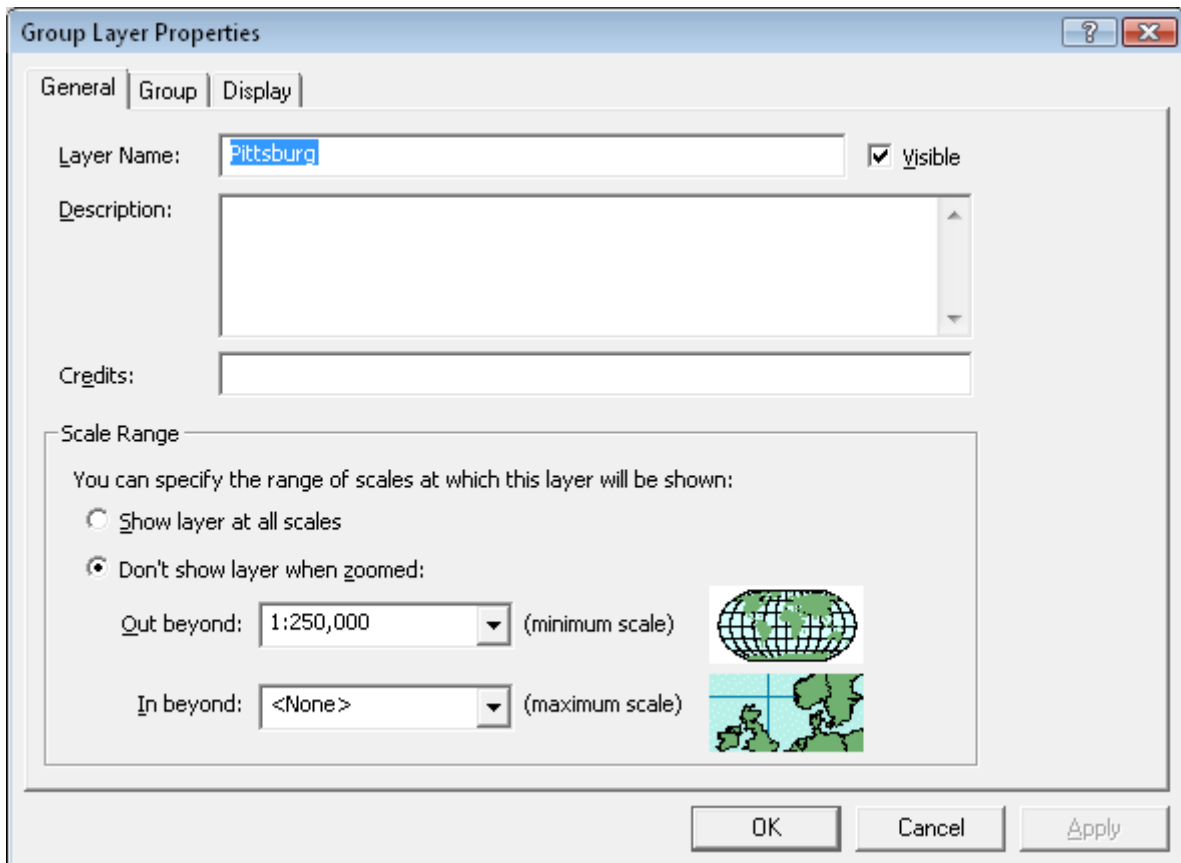 Group Layer Properties
?
General Group Display
Layer Name: Pittsburg Visible
Description:
Credits:
Scale Range
You can specify the range of scales at which this layer will be shown:
Show layer at all scales
Don't show layer when zoomed:
Out beyond: 1:250,000 (minimum scale)
In beyond: <None> (maximum scale)
OK Cancel Apply